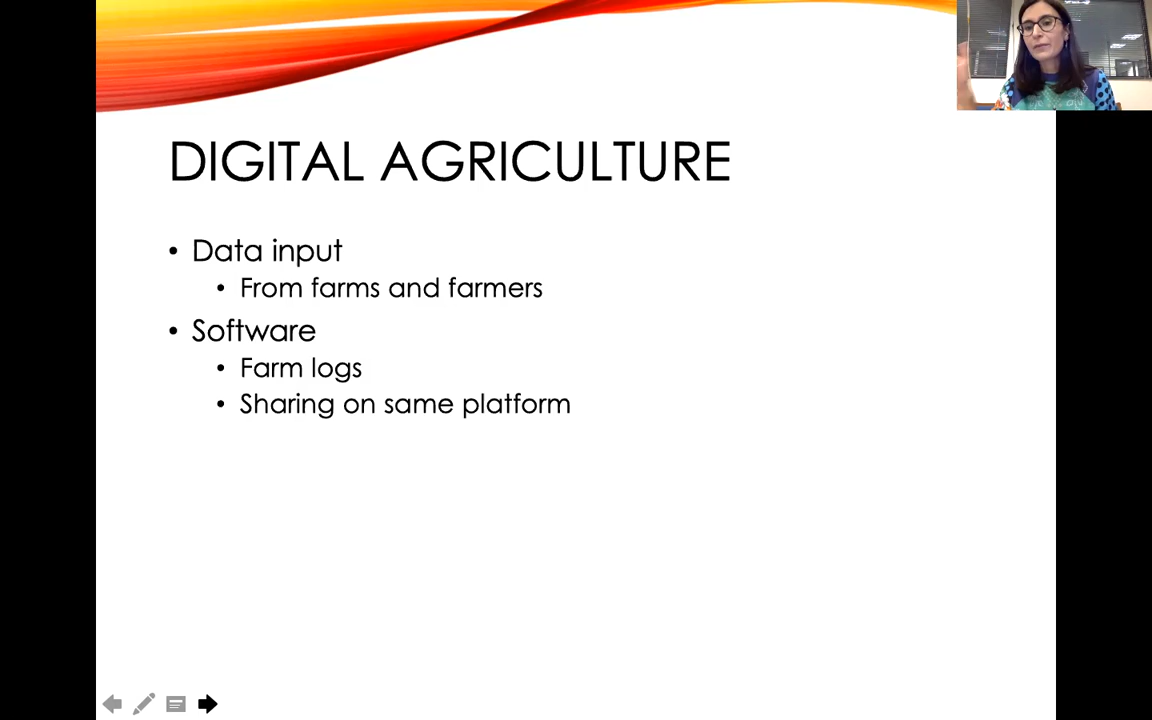 DIGITAL AGRICULTURE
• Data input
• From farms and farmers
• Software
• Farm logs
• Sharing on same platform